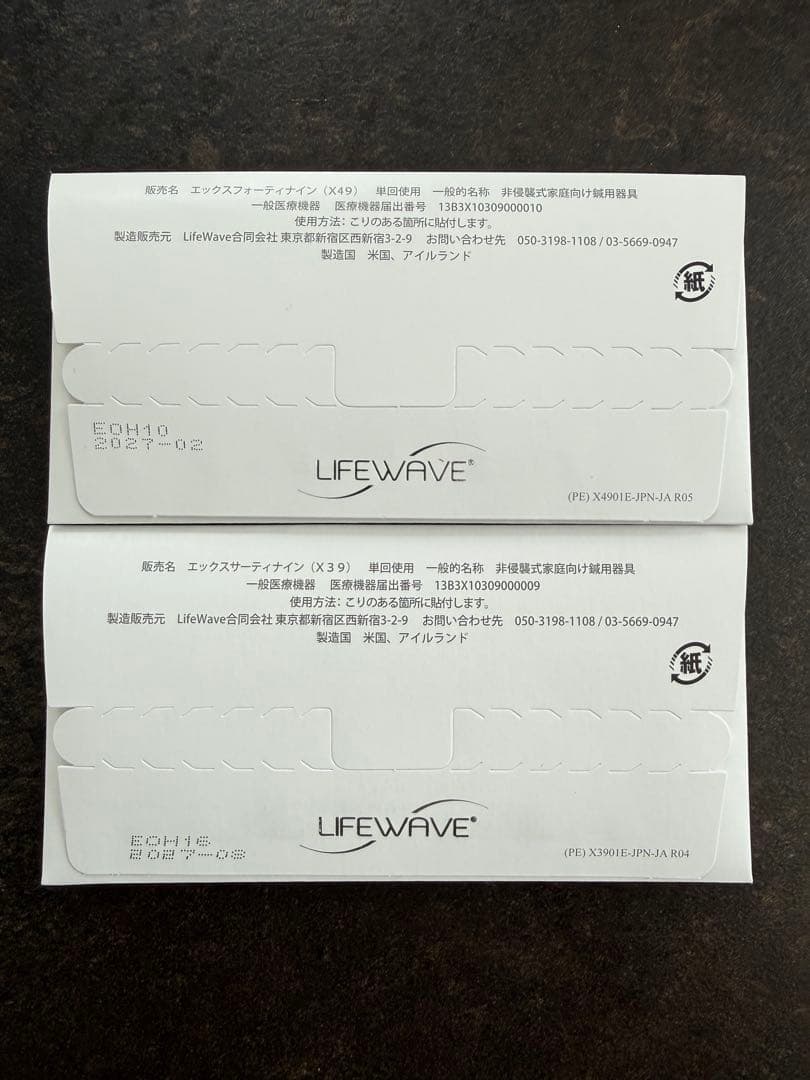 販売名　エックスフォーティナイン（X49）　単回使用　一般的名称　非侵襲式家庭向け鍼用器具
一般医療機器　医療機器届出番号　13B3X10309000010
使用方法：こりのある箇所に貼付します。
製造販売元　LifeWave合同会社 東京都新宿区西新宿3-2-9　お問い合わせ先　050-3198-1108 / 03-5669-0947
製造国　米国、アイルランド
紙
EOH10
2027-02
LIFEWAVE®
(PE) X4901E-JPN-JA R05
販売名　エックスサーティナイン（X39）　単回使用　一般的名称　非侵襲式家庭向け鍼用器具
一般医療機器　医療機器届出番号　13B3X10309000009
使用方法：こりのある箇所に貼付します。
製造販売元　LifeWave合同会社 東京都新宿区西新宿3-2-9　お問い合わせ先　050-3198-1108 / 03-5669-0947
製造国　米国、アイルランド
紙
EOH16
2027-08
LIFEWAVE®
(PE) X3901E-JPN-JA R04